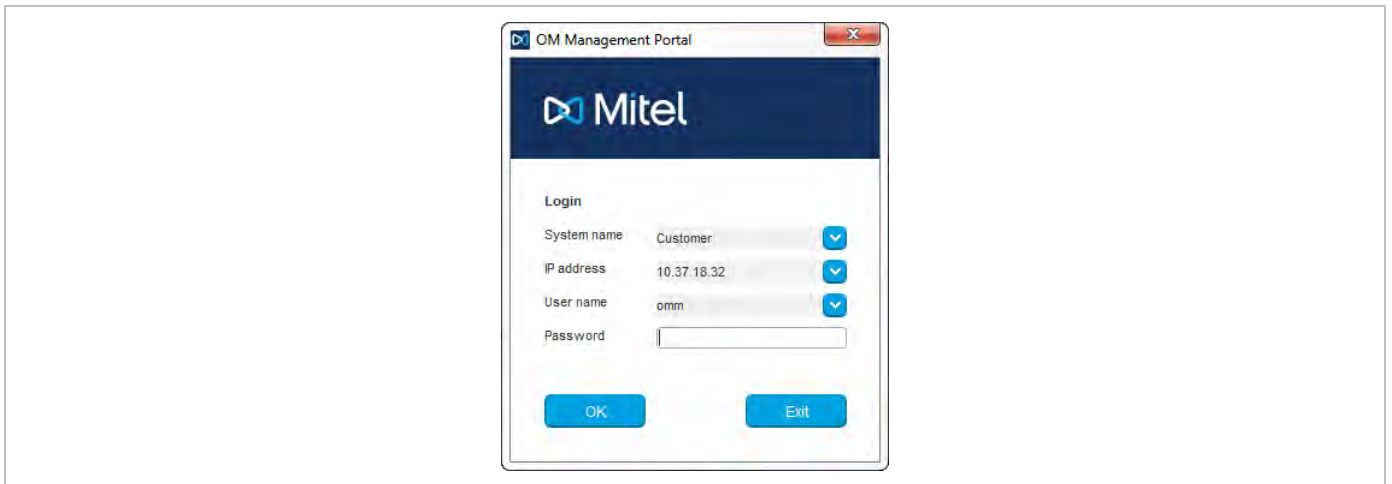 OM Management Portal
Mitel
Login
System name Customer
IP address 10.37.18.32
User name omm
Password
OK Exit